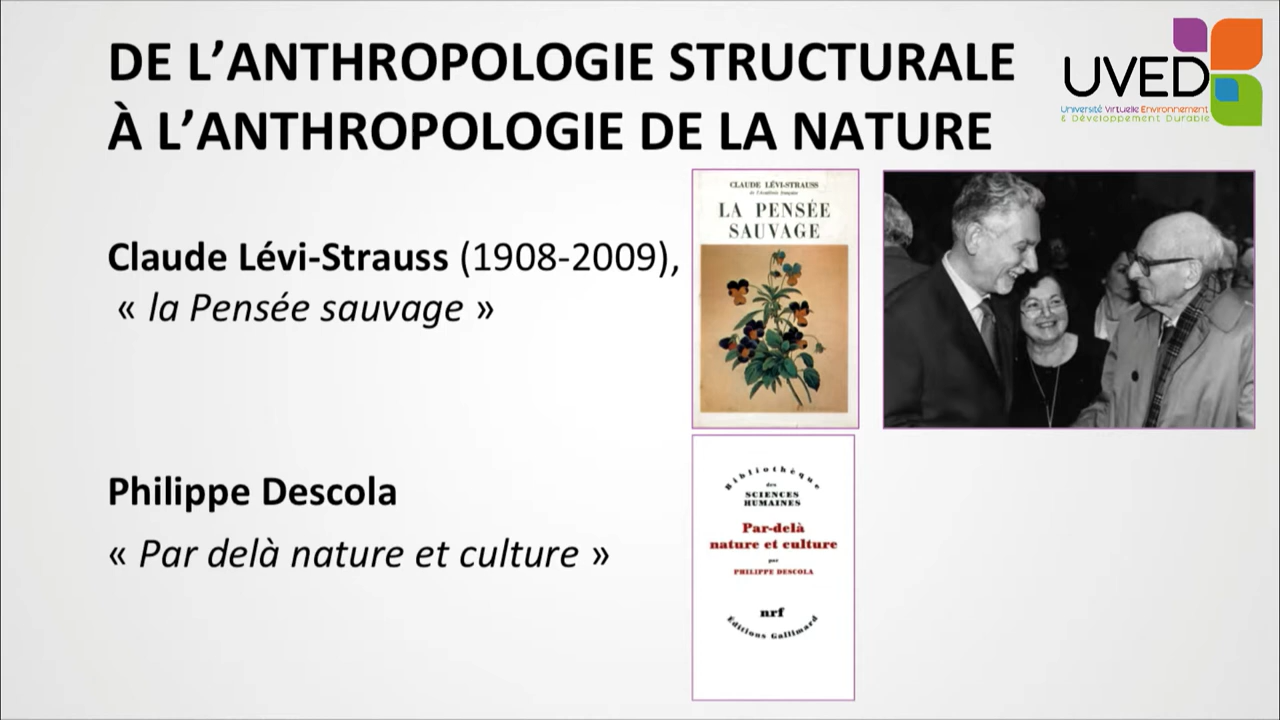 DE L’ANTHROPOLOGIE STRUCTURALE
À L’ANTHROPOLOGIE DE LA NATURE
UVED
Université Virtuelle Environnement
& Développement Durable
Claude Lévi-Strauss (1908-2009),
« la Pensée sauvage »
CLAUDE LÉVI-STRAUSS
de l'Académie française
LA PENSÉE
SAUVAGE
Philippe Descola
« Par delà nature et culture »
Bibliothèque
des
SCIENCES
HUMAINES
Par-delà
nature et culture
par
PHILIPPE DESCOLA
nrf
Éditions Gallimard